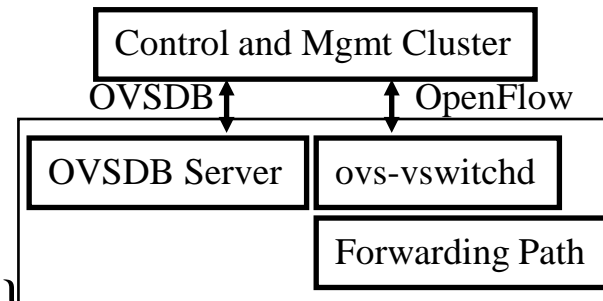 Control and Mgmt Cluster
OVSDB OpenFlow
OVSDB Server ovs-vswitchd
Forwarding Path
}